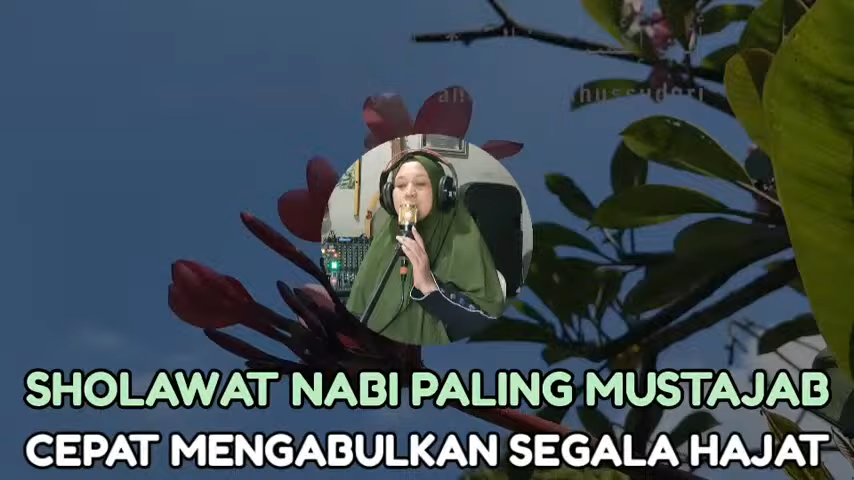 SHOLAWAT NABI PALING MUSTAJAB
CEPAT MENGABULKAN SEGALA HAJAT